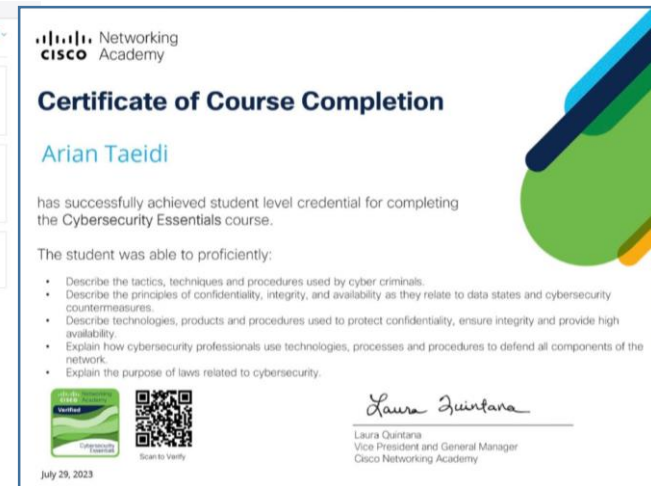 CISCO Networking Academy
Certificate of Course Completion
Arian Taeidi
has successfully achieved student level credential for completing
the Cybersecurity Essentials course.
The student was able to proficiently:
• Describe the tactics, techniques and procedures used by cyber criminals.
• Describe the principles of confidentiality, integrity, and availability as they relate to data states and cybersecurity
countermeasures.
• Describe technologies, products and procedures used to protect confidentiality, ensure integrity and provide high
availability.
• Explain how cybersecurity professionals use technologies, processes and procedures to defend all components of the
network.
• Explain the purpose of laws related to cybersecurity.
CISCO Networking Academy
Verified
Cybersecurity
Essentials
Scan to Verify
Laura Quintana
Laura Quintana
Vice President and General Manager
Cisco Networking Academy
July 29, 2023